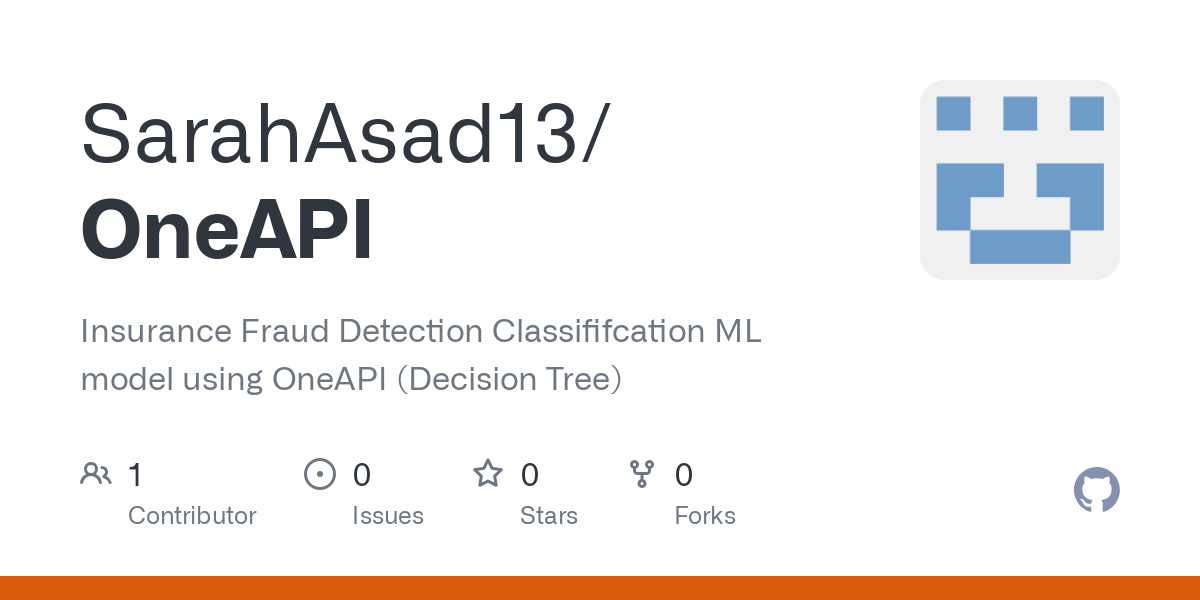 SarahAsad13/
OneAPI
Insurance Fraud Detection Classififcation ML
model using OneAPI (Decision Tree)
1
Contributor
0
Issues
0
Stars
0
Forks